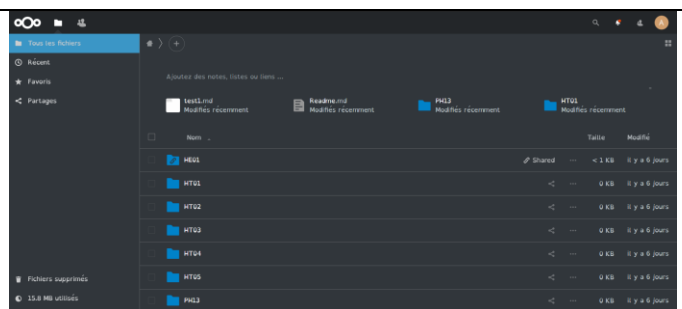 A
Tous les fichiers
Récent
Favoris
Partages
Fichiers supprimés
15.8 MB utilisés
Ajoutez des notes, listes ou liens ...
test1.md
Modifiés récemment
Readme.md
Modifiés récemment
PH13
Modifiés récemment
HT01
Modifiés récemment
Nom Taille Modifié
HE01 Shared < 1 KB il y a 6 jours
HT01 0 KB il y a 6 jours
HT02 0 KB il y a 6 jours
HT03 0 KB il y a 6 jours
HT04 0 KB il y a 6 jours
HT05 0 KB il y a 6 jours
PH13 0 KB il y a 6 jours